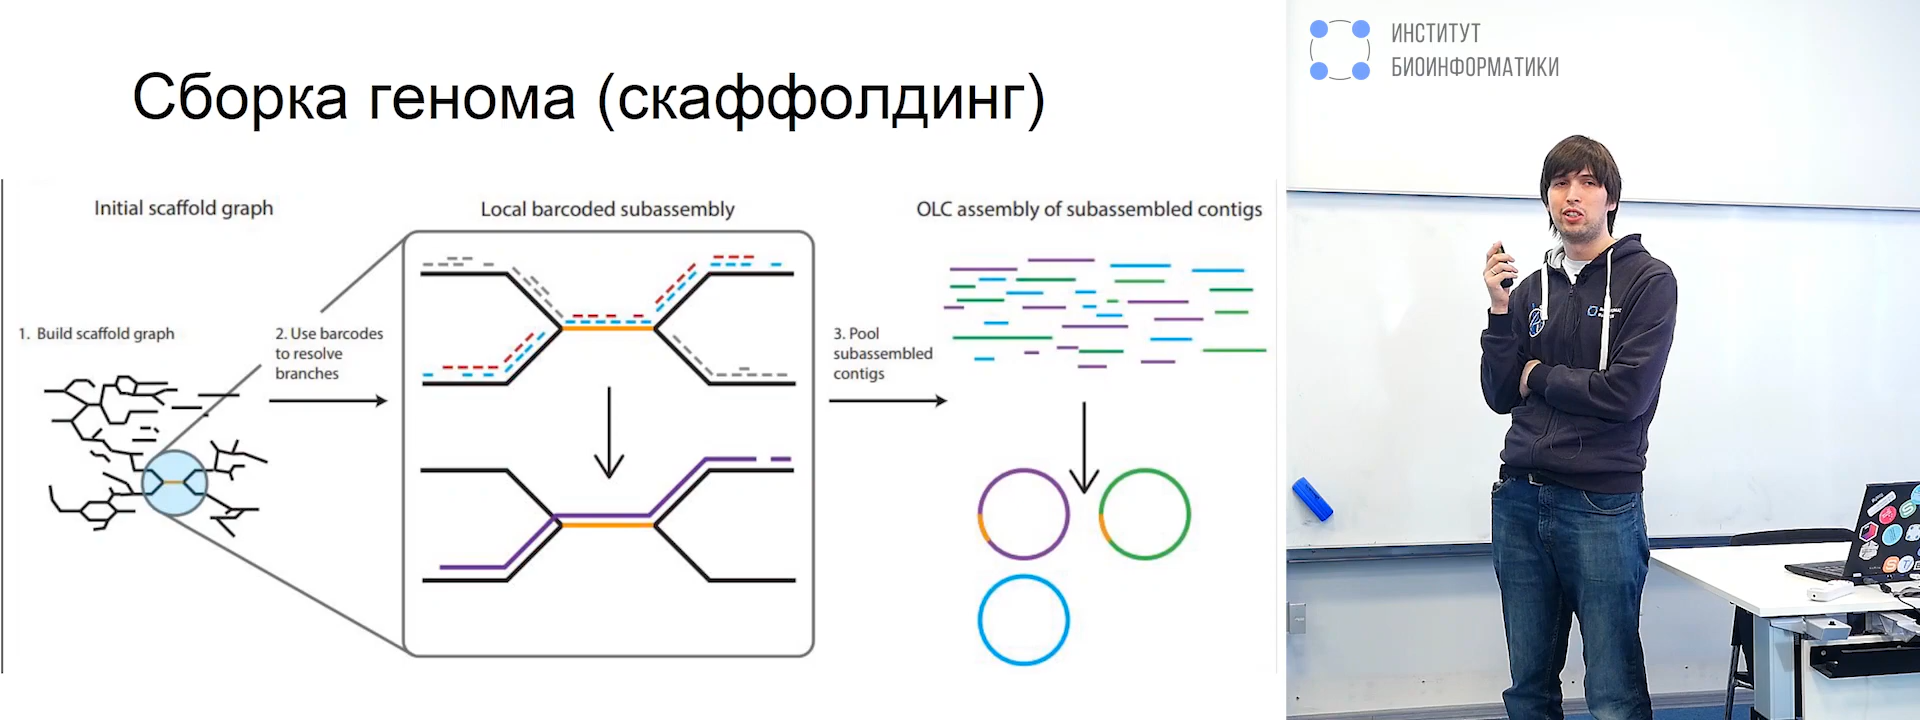 Сборка генома (скаффолдинг)
Initial scaffold graph
Local barcoded subassembly
OLC assembly of subassembled contigs
1. Build scaffold graph
2. Use barcodes
to resolve
branches
3. Pool
subassembled
contigs
ИНСТИТУТ
БИОИНФОРМАТИКИ